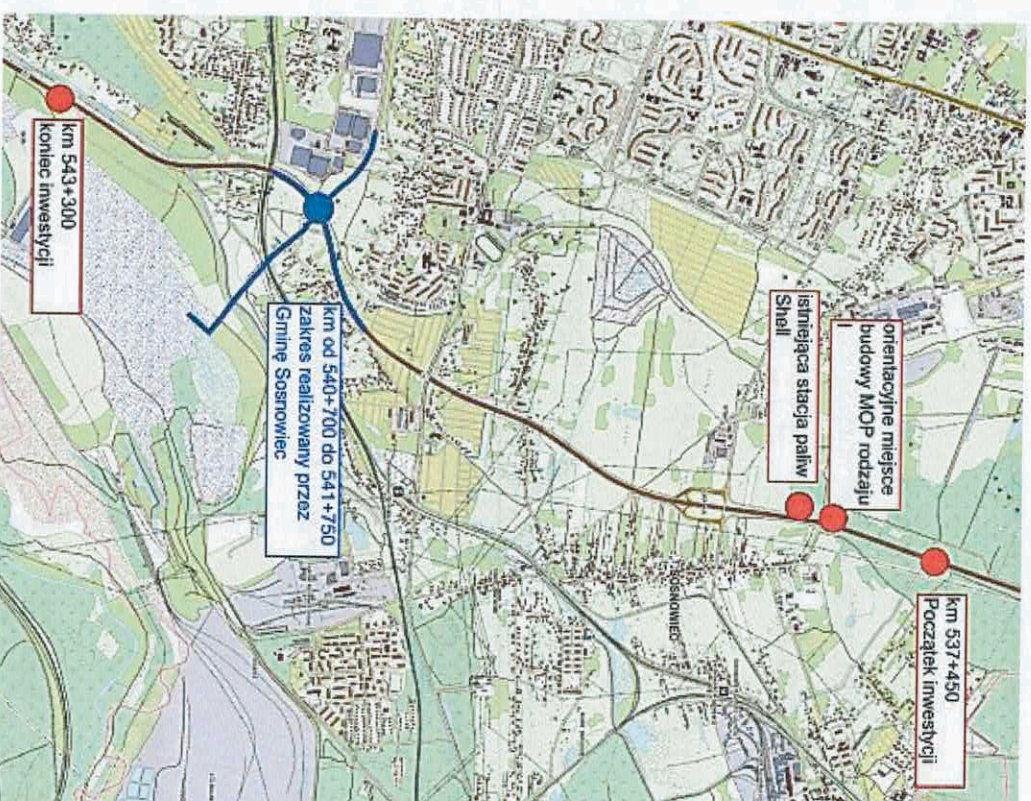 km 537+450
Początek inwestycji
orientacyjne miejsce
budowy MOP rodzaju
I
istniejąca stacja paliw
Shell
SOSNOWIEC
km od 540+700 do 541+750
zakres realizowany przez
Gminę Sosnowiec
km 543+300
koniec inwestycji